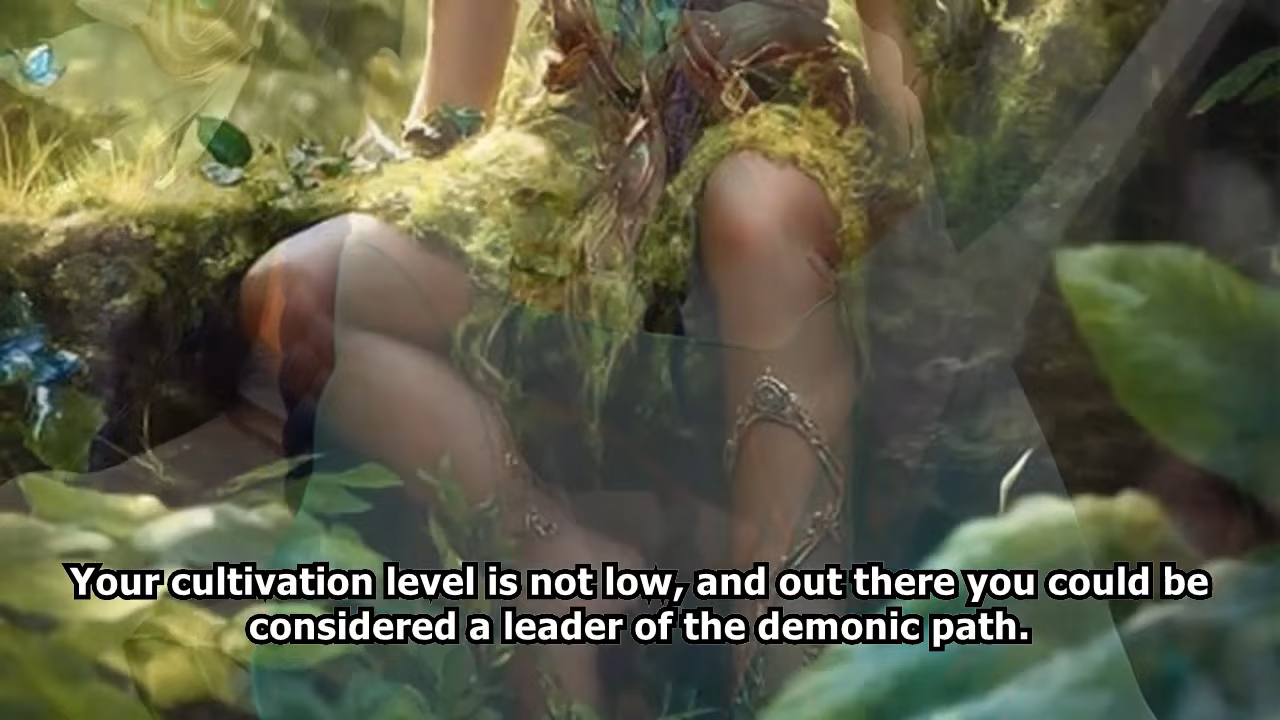 Your cultivation level is not low, and out there you could be
considered a leader of the demonic path.